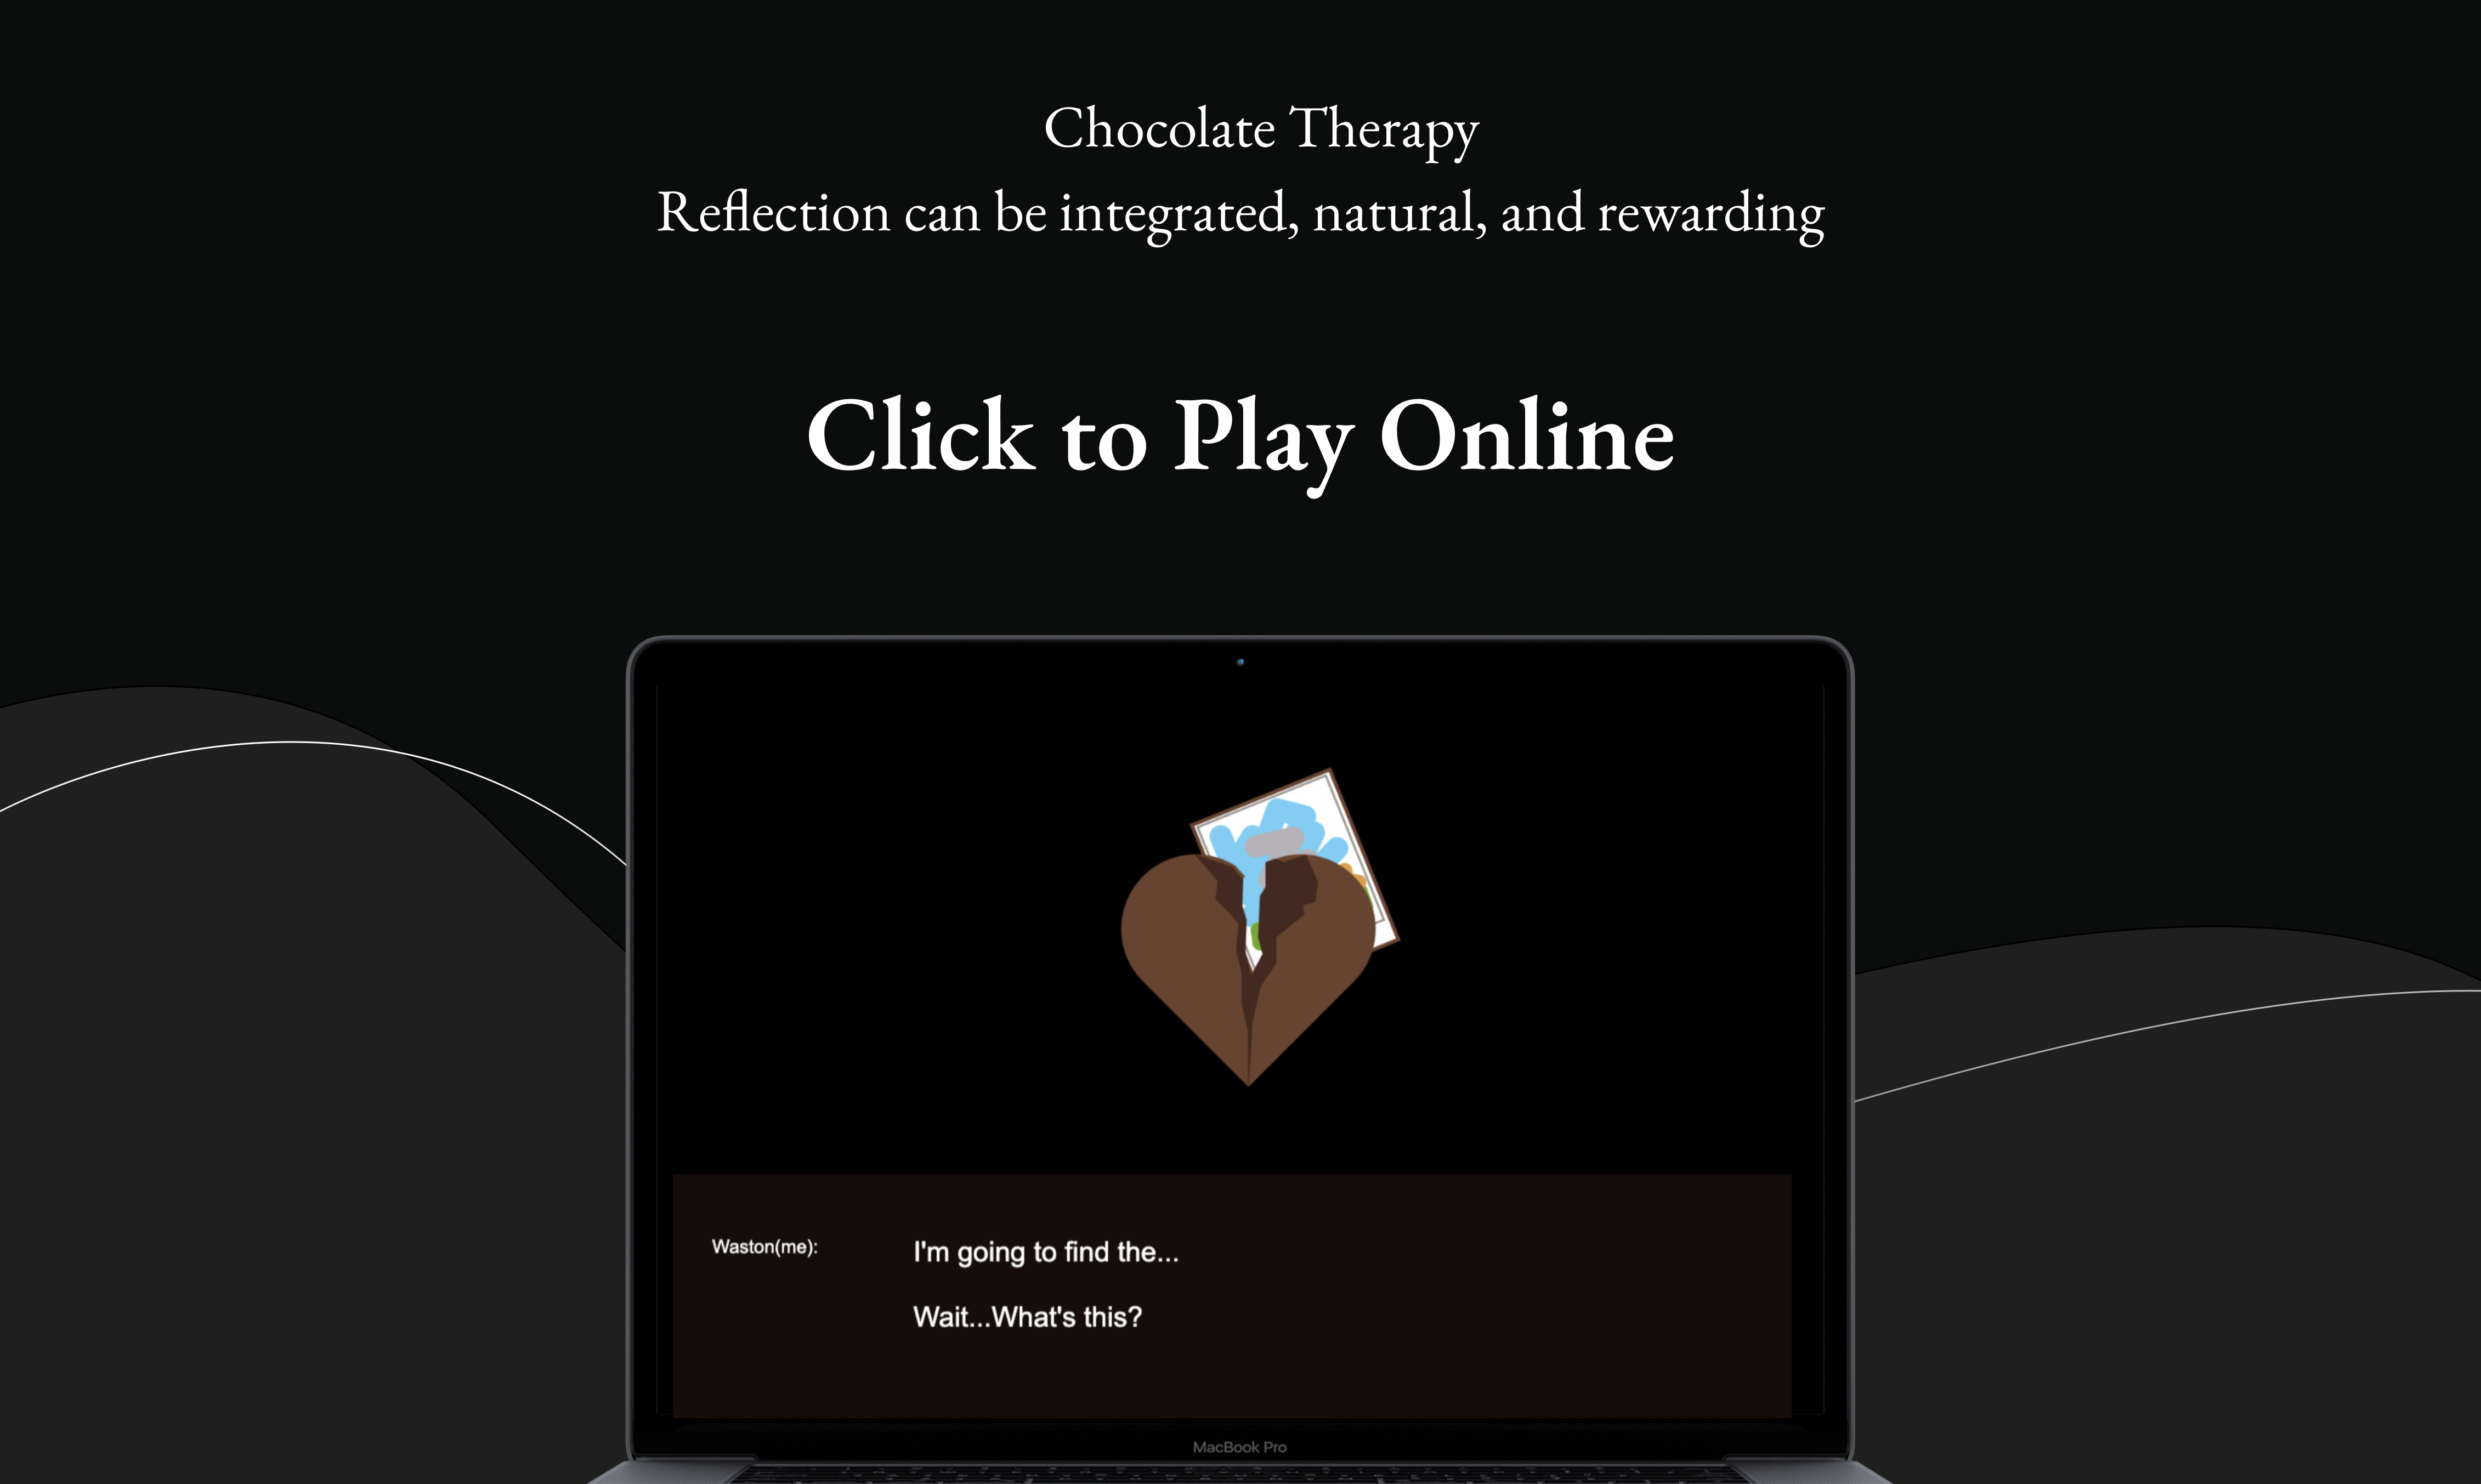 Chocolate Therapy
Reflection can be integrated, natural, and rewarding
Click to Play Online
Waston(me):
I'm going to find the...
Wait...What's this?
MacBook Pro